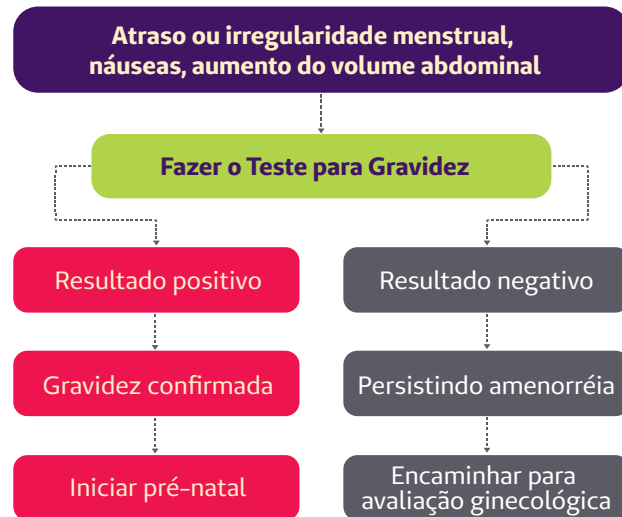 Atraso ou irregularidade menstrual,
náuseas, aumento do volume abdominal
Fazer o Teste para Gravidez
Resultado positivo
Resultado negativo
Gravidez confirmada
Persistindo amenorréia
Iniciar pré-natal
Encaminhar para
avaliação ginecológica